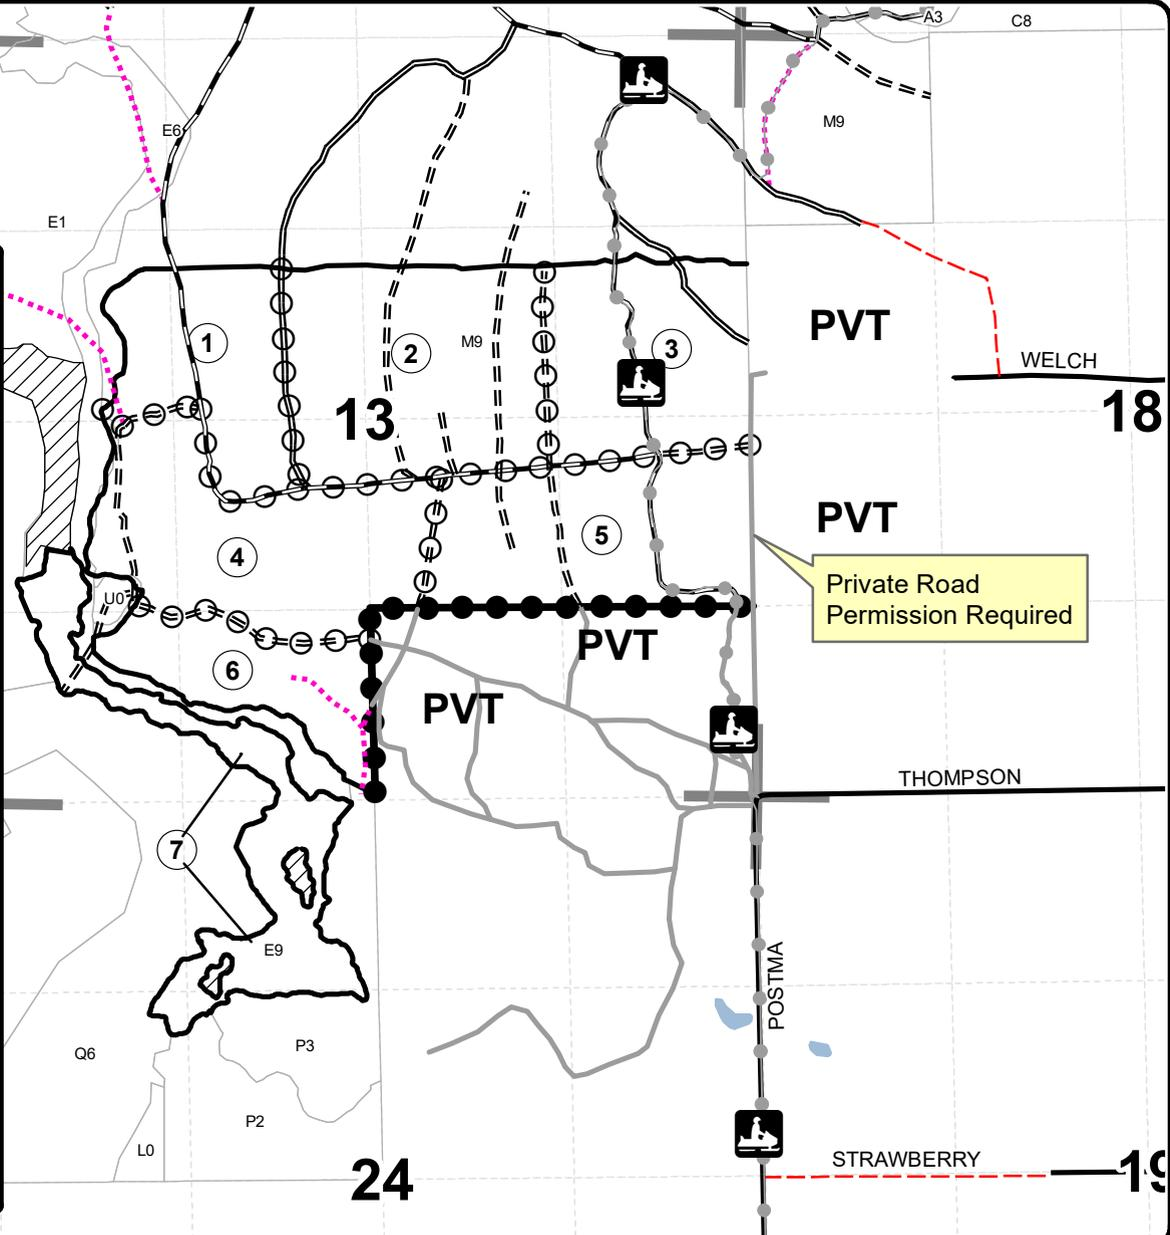 A3
C8
E6
M9
E1
PVT
1
2
M9
3
WELCH
13
18
PVT
5
4
Private Road
Permission Required
U0
PVT
6
PVT
THOMPSON
7
E9
POSTMA
Q6
P3
P2
L0
STRAWBERRY
24
19